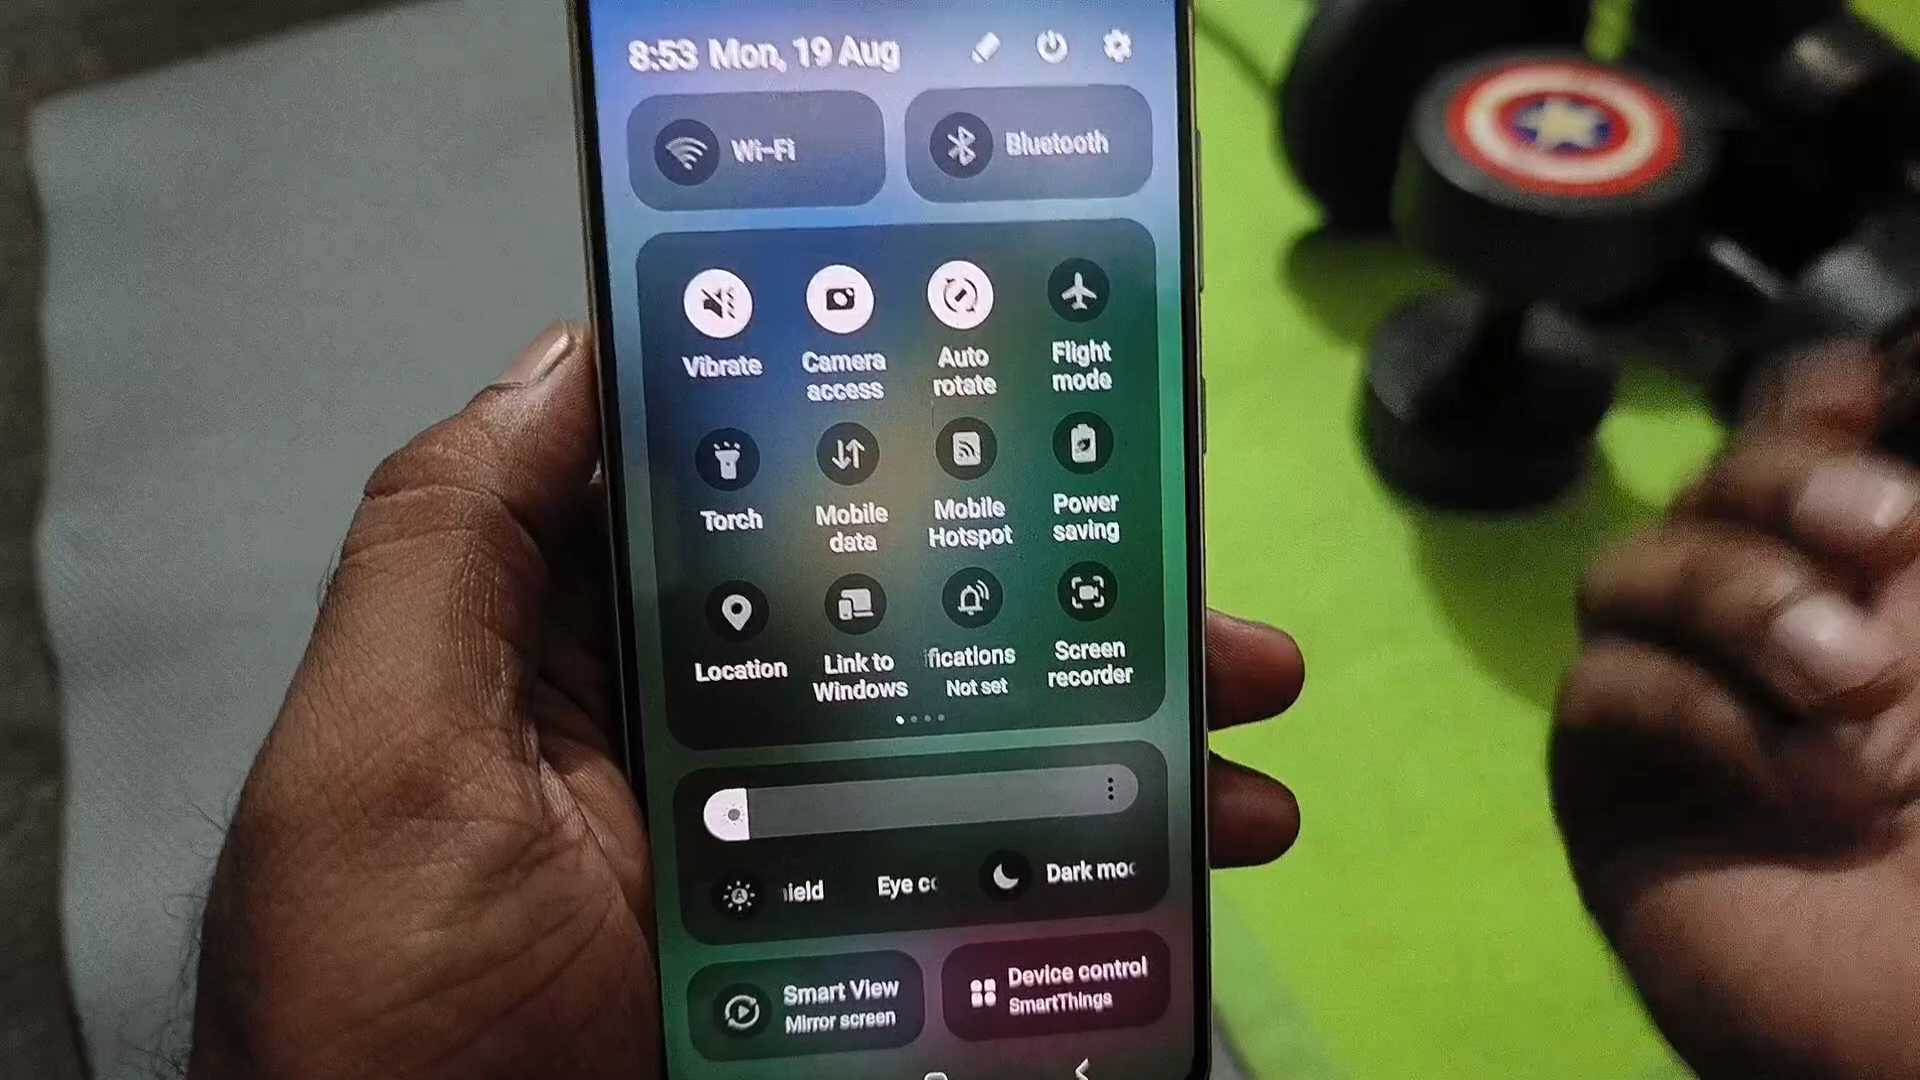 8:53 Mon, 19 Aug
Wi-Fi
Bluetooth
Vibrate
Camera
access
Auto
rotate
Flight
mode
Torch
Mobile
data
Mobile
Hotspot
Power
saving
Location
Link to
Windows
ifications
Not set
Screen
recorder
ield
Eye co
Dark mod
Smart View
Mirror screen
Device control
SmartThings